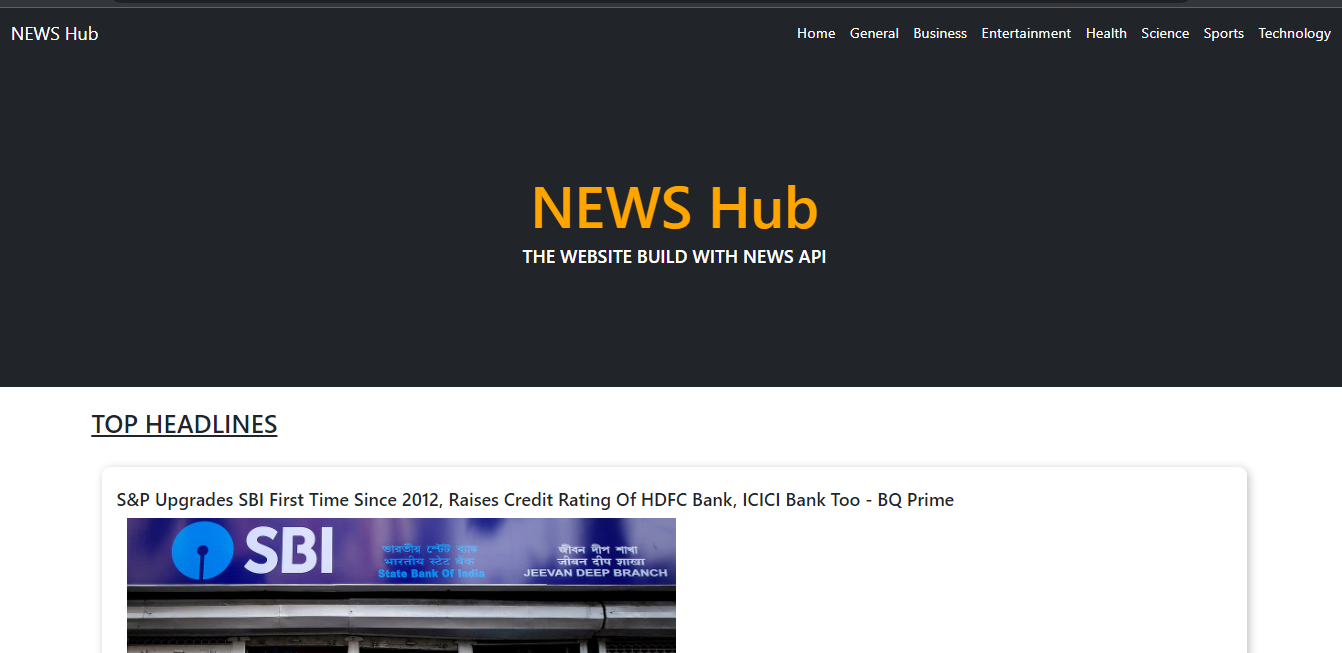 NEWS Hub
Home General Business Entertainment Health Science Sports Technology
NEWS Hub
THE WEBSITE BUILD WITH NEWS API
TOP HEADLINES
S&P Upgrades SBI First Time Since 2012, Raises Credit Rating Of HDFC Bank, ICICI Bank Too - BQ Prime
SBI
ভারতীয় স্টেট ব্যাঙ্ক
भारतीय स्टेट बैंक
State Bank Of India
জীবন দীপ শাখা
जीवन दीप शाखा
JEEVAN DEEP BRANCH